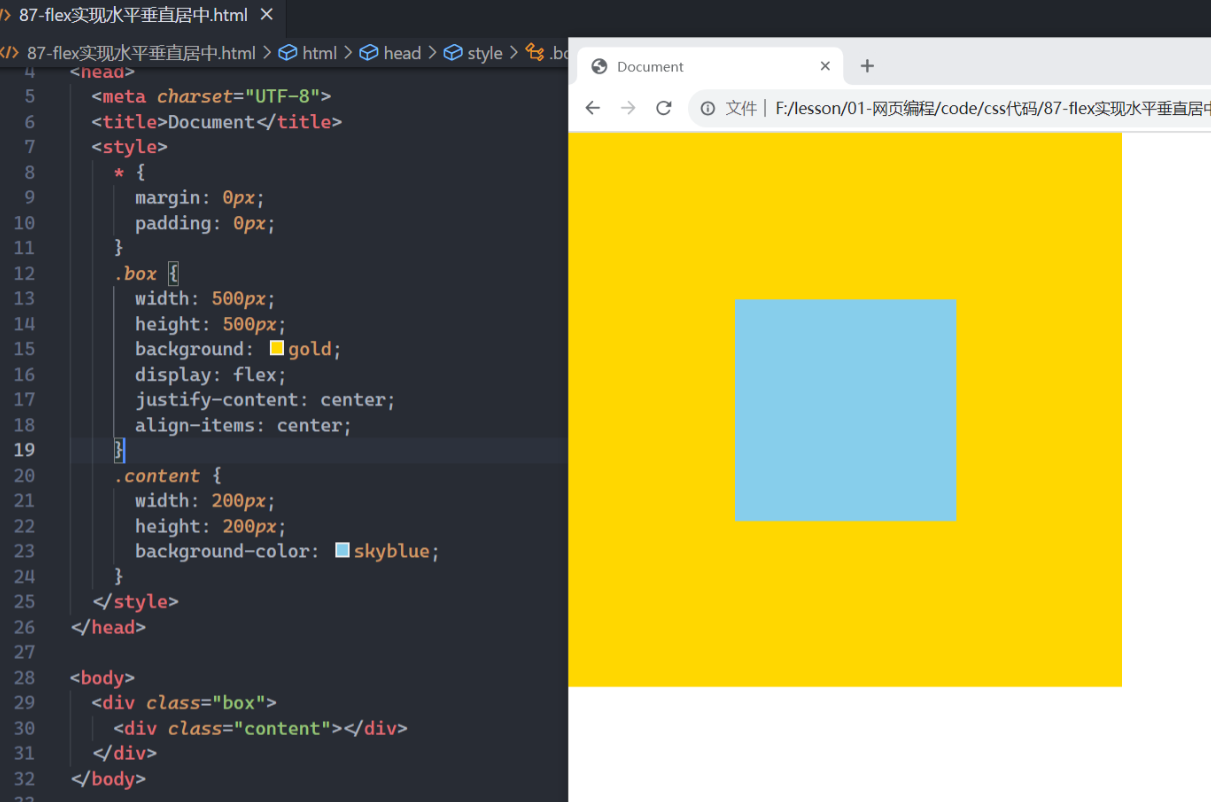 87-flex实现水平垂直居中.html
87-flex实现水平垂直居中.html > html > head > style >
4 <head>
5 <meta charset="UTF-8">
6 <title>Document</title>
7 <style>
8 * {
9 margin: 0px;
10 padding: 0px;
11 }
12 .box {
13 width: 500px;
14 height: 500px;
15 background: gold;
16 display: flex;
17 justify-content: center;
18 align-items: center;
19 }
20 .content {
21 width: 200px;
22 height: 200px;
23 background-color: skyblue;
24 }
25 </style>
26 </head>
27
28 <body>
29 <div class="box">
30 <div class="content"></div>
31 </div>
32 </body>
Document
文件 | F:/lesson/01-网页编程/code/css代码/87-flex实现水平垂直居中